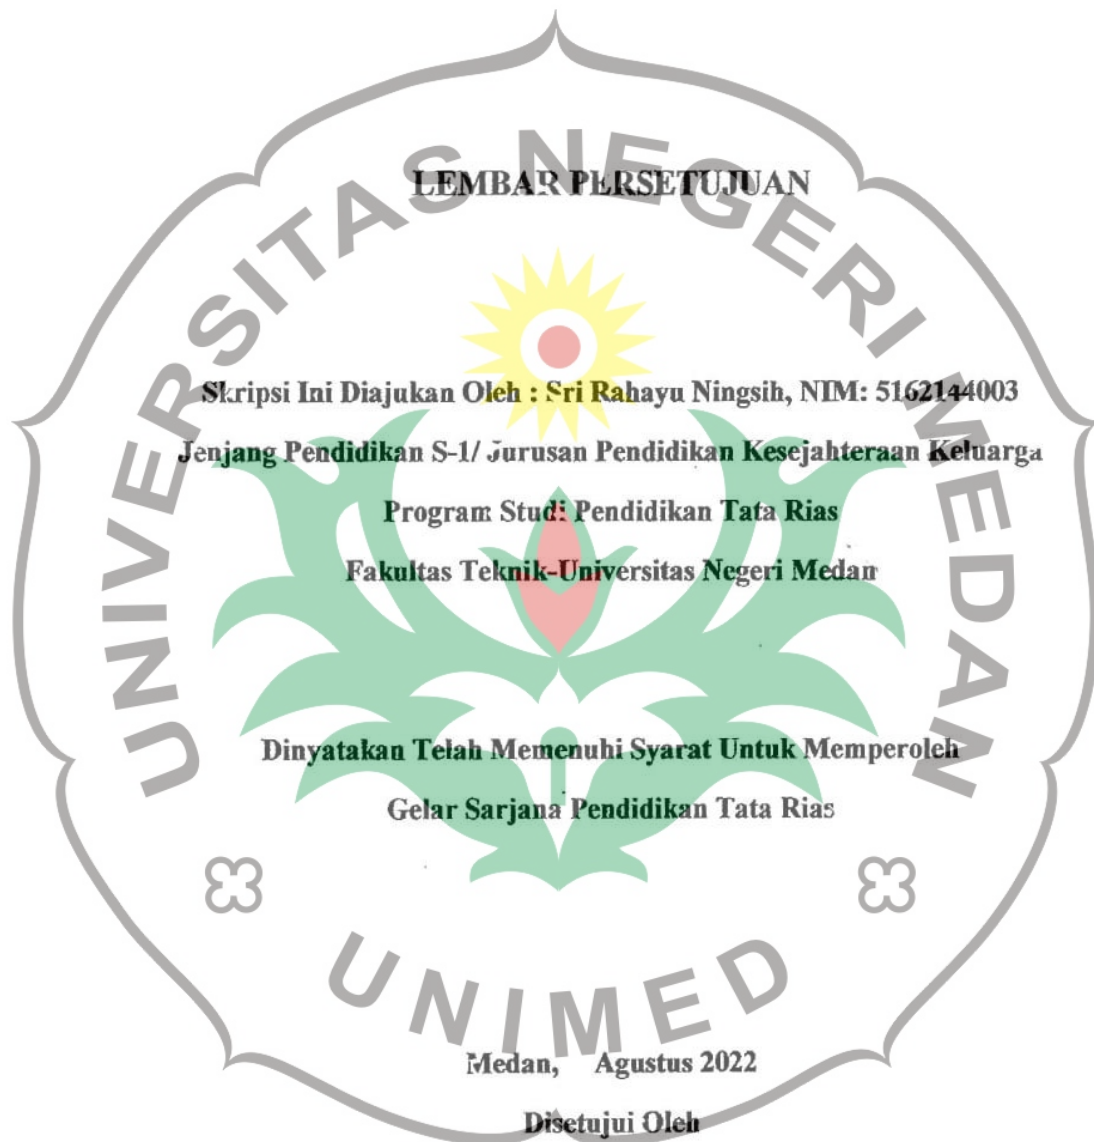 UNIVERSITAS NEGERI MEDAN
LEMBAR PERSETUJUAN
Skripsi Ini Diajukan Oleh : Sri Rahayu Ningsih, NIM: 5162144003
Jenjang Pendidikan S-1/ Jurusan Pendidikan Kesejahteraan Keluarga
Program Studi Pendidikan Tata Rias
Fakultas Teknik-Universitas Negeri Medan
Dinyatakan Telah Memenuhi Syarat Untuk Memperoleh
Gelar Sarjana Pendidikan Tata Rias
UNIMED
Medan, Agustus 2022
Disetujui Oleh